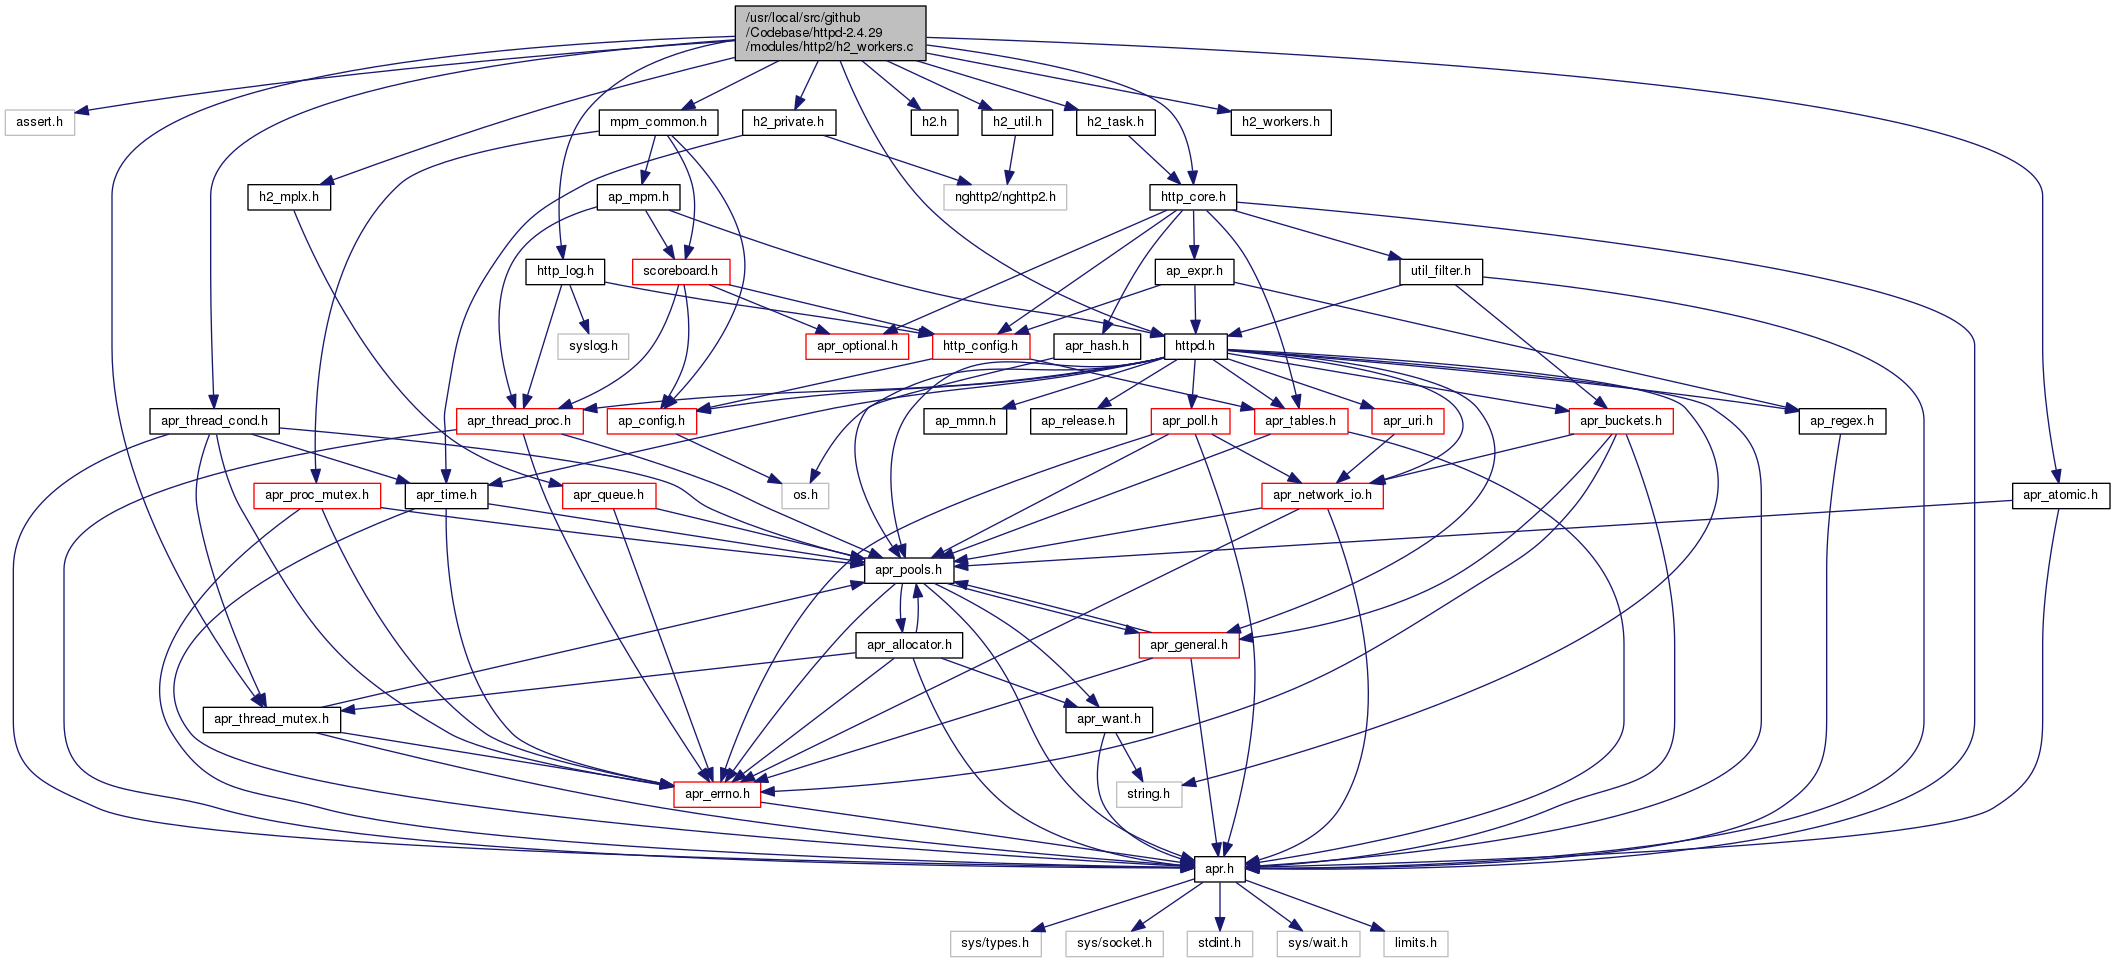 /usr/local/src/github
/Codebase/httpd-2.4.29
/modules/http2/h2_workers.c
assert.h
mpm_common.h
h2_private.h
h2.h
h2_util.h
h2_task.h
h2_workers.h
h2_mplx.h
ap_mpm.h
nghttp2/nghttp2.h
http_core.h
http_log.h
scoreboard.h
ap_expr.h
util_filter.h
syslog.h
apr_optional.h
http_config.h
apr_hash.h
httpd.h
apr_thread_cond.h
apr_thread_proc.h
ap_config.h
ap_mmn.h
ap_release.h
apr_poll.h
apr_tables.h
apr_uri.h
apr_buckets.h
ap_regex.h
apr_proc_mutex.h
apr_time.h
apr_queue.h
os.h
apr_network_io.h
apr_atomic.h
apr_pools.h
apr_allocator.h
apr_general.h
apr_thread_mutex.h
apr_want.h
apr_errno.h
string.h
apr.h
sys/types.h
sys/socket.h
stdint.h
sys/wait.h
limits.h